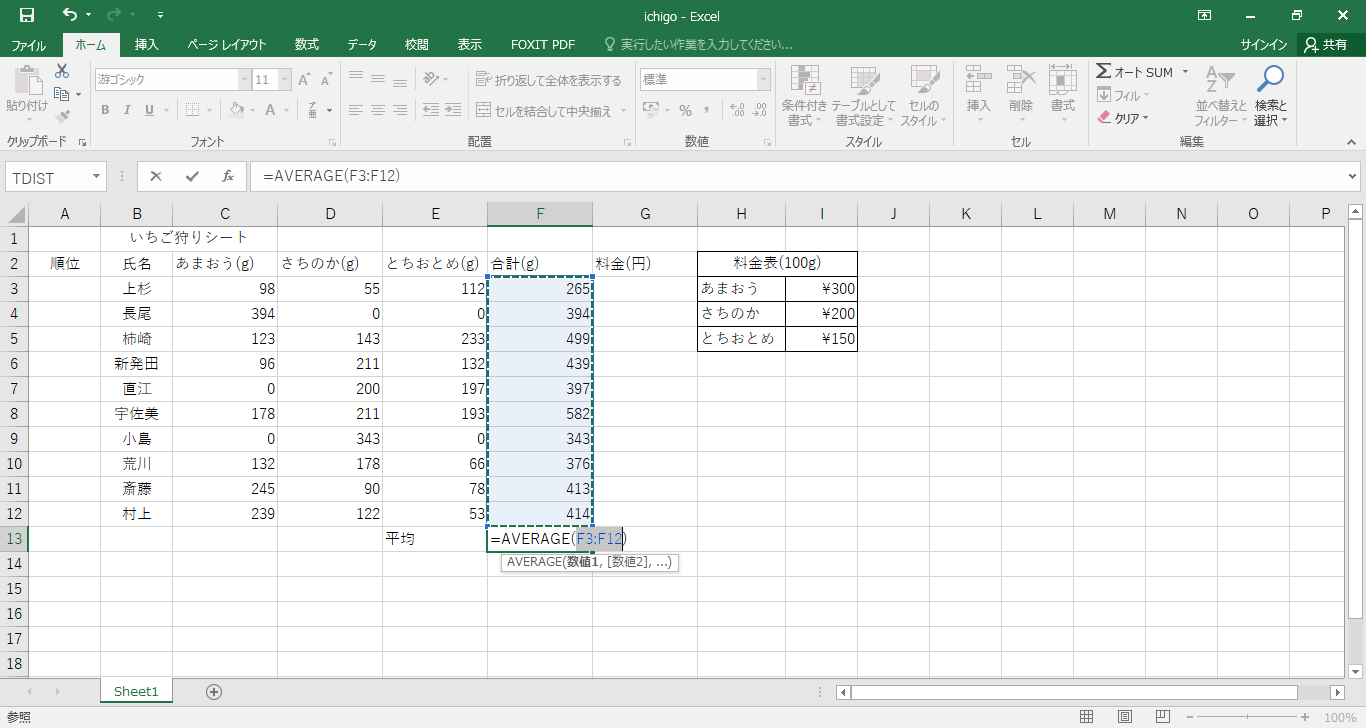 ichigo - Excel
ファイル ホーム 挿入 ページ レイアウト 数式 データ 校閲 表示 FOXIT PDF 実行したい作業を入力してください... サインイン 共有
貼り付け 游ゴシック 11 A A 折り返して全体を表示する 標準 条件付き書式 テーブルとして書式設定 セルのスタイル 挿入 削除 書式 Σ オート SUM 並べ替えとフィルター 検索と選択
B I U A 亜 セルを結合して中央揃え % , フィル クリア
クリップボード フォント 配置 数値 スタイル セル 編集
TDIST fx =AVERAGE(F3:F12)
A B C D E F G H I J K L M N O P
1 いちご狩りシート
2 順位 氏名 あまおう(g) さちのか(g) とちおとめ(g) 合計(g) 料金(円) 料金表(100g)
3 上杉 98 55 112 265 あまおう ¥300
4 長尾 394 0 0 394 さちのか ¥200
5 柿崎 123 143 233 499 とちおとめ ¥150
6 新発田 96 211 132 439
7 直江 0 200 197 397
8 宇佐美 178 211 193 582
9 小島 0 343 0 343
10 荒川 132 178 66 376
11 斎藤 245 90 78 413
12 村上 239 122 53 414
13 平均 =AVERAGE(F3:F12)
14 AVERAGE(数値1, [数値2], ...)
15
16
17
18
Sheet1
参照 100%